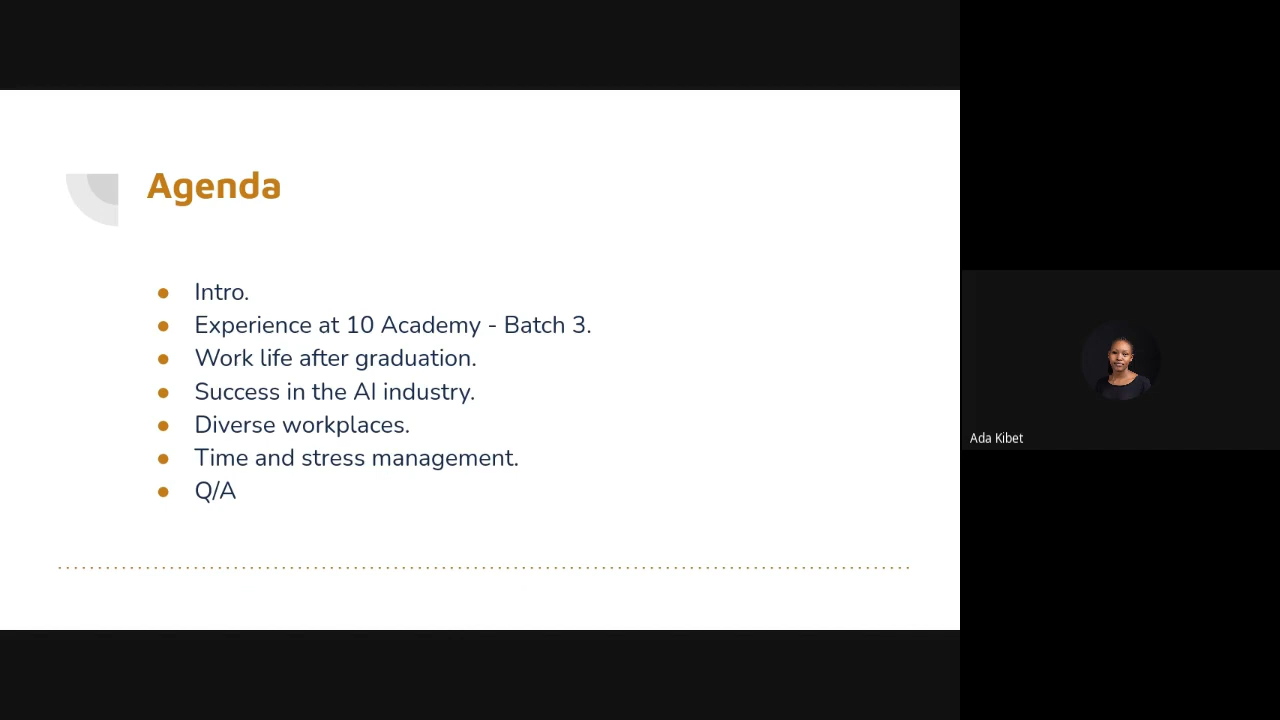 Agenda
● Intro.
● Experience at 10 Academy - Batch 3.
● Work life after graduation.
● Success in the AI industry.
● Diverse workplaces.
● Time and stress management.
● Q/A
Ada Kibet